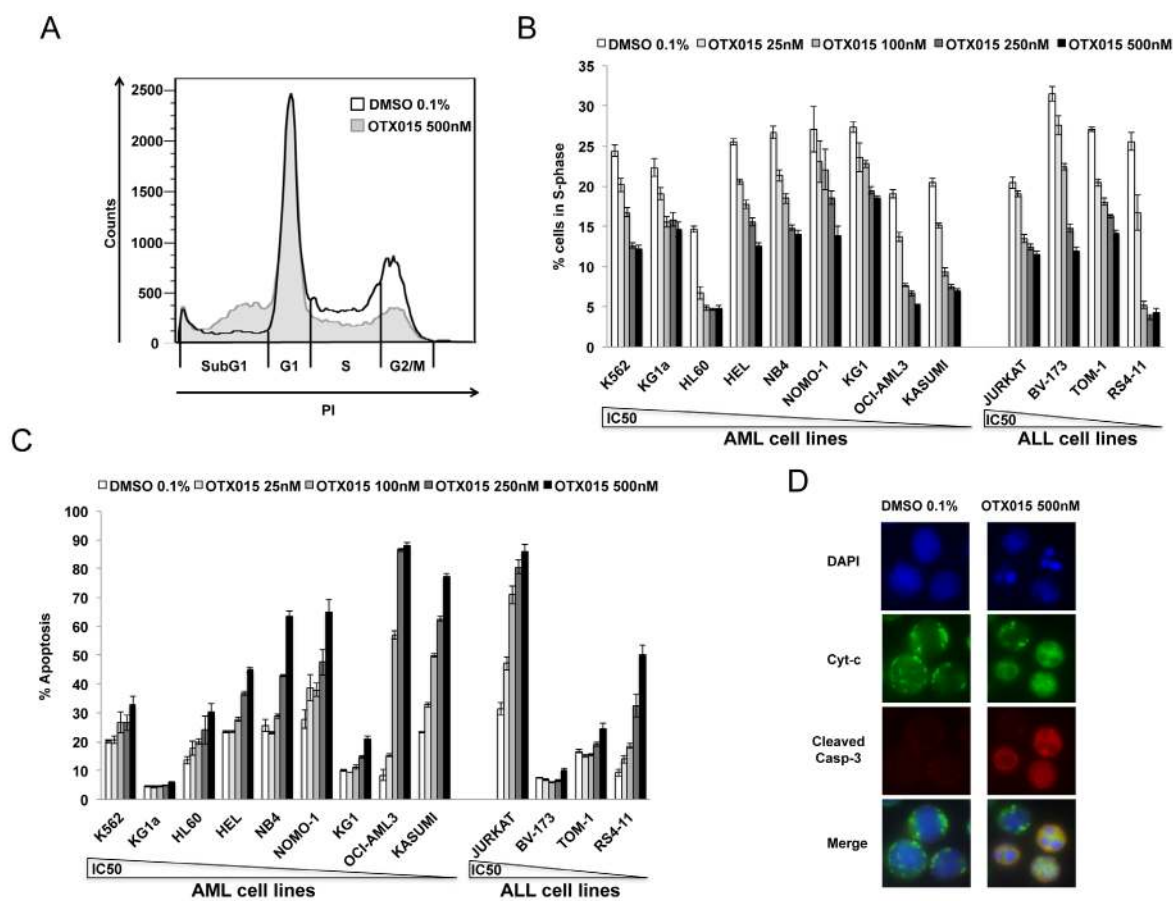 A
2500
2000
1500
1000
500
0
Counts
DMSO 0.1%
OTX015 500nM
SubG1 G1 S G2/M
PI
B
DMSO 0.1% OTX015 25nM OTX015 100nM OTX015 250nM OTX015 500nM
35
30
25
20
15
10
5
0
% cells in S-phase
K562 KG1a HL60 HEL NB4 NOMO-1 KG1 OCI-AML3 KASUMI JURKAT BV-173 TOM-1 RS4-11
IC50 IC50
AML cell lines ALL cell lines
C
DMSO 0.1% OTX015 25nM OTX015 100nM OTX015 250nM OTX015 500nM
100
90
80
70
60
50
40
30
20
10
0
% Apoptosis
K562 KG1a HL60 HEL NB4 NOMO-1 KG1 OCI-AML3 KASUMI JURKAT BV-173 TOM-1 RS4-11
IC50 IC50
AML cell lines ALL cell lines
D
DMSO 0.1% OTX015 500nM
DAPI
Cyt-c
Cleaved
Casp-3
Merge